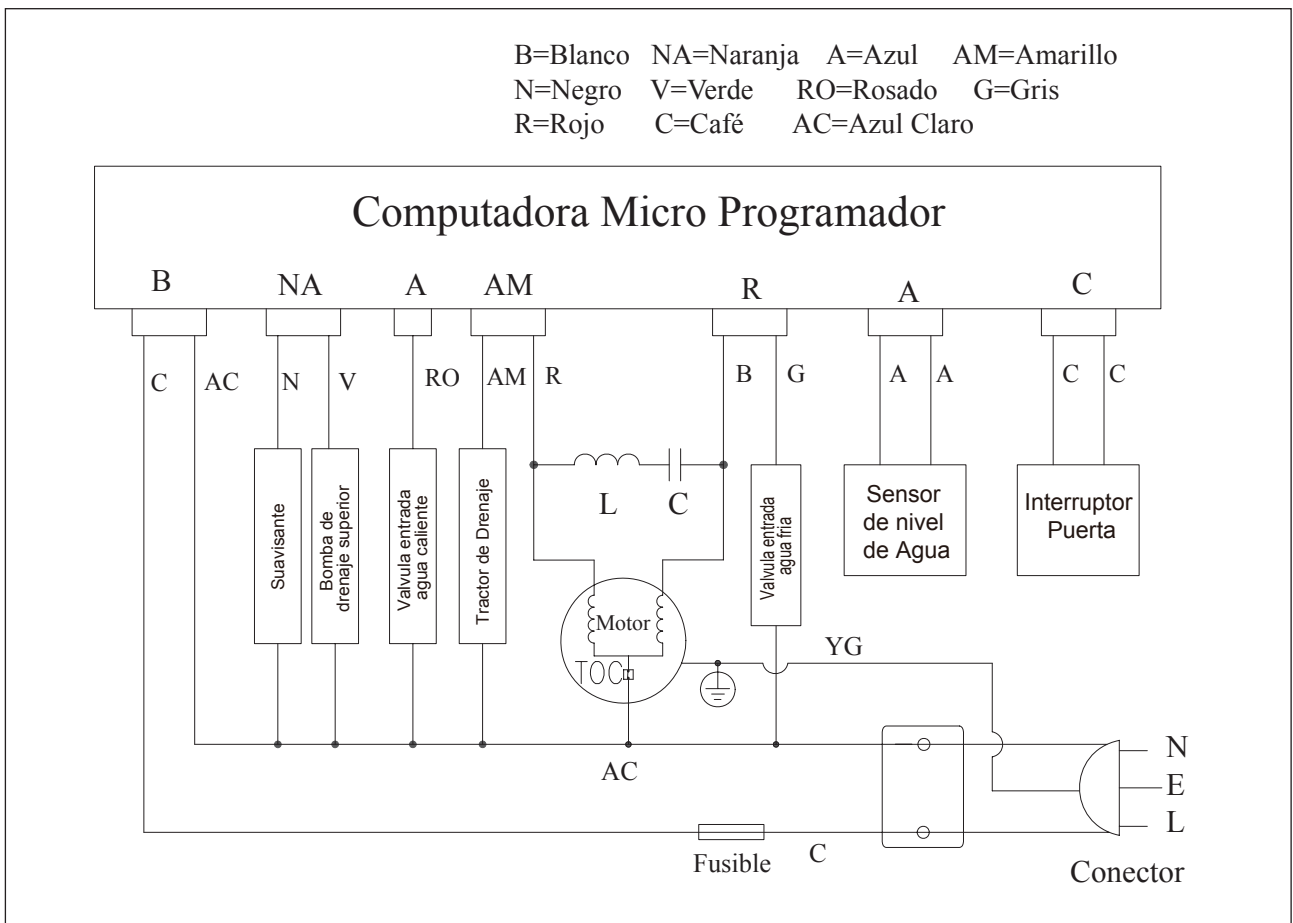 B=Blanco NA=Naranja A=Azul AM=Amarillo
N=Negro V=Verde RO=Rosado G=Gris
R=Rojo C=Café AC=Azul Claro
Computadora Micro Programador
B NA A AM R A C
C AC N V RO AM R B G A A C C
Suavisante
Bomba de
drenaje superior
Valvula entrada
agua caliente
Tractor de Drenaje
L C
Valvula entrada
agua fria
Sensor
de nivel
de Agua
Interruptor
Puerta
Motor
TOC
YG
AC
N
E
L
Fusible
C
Conector